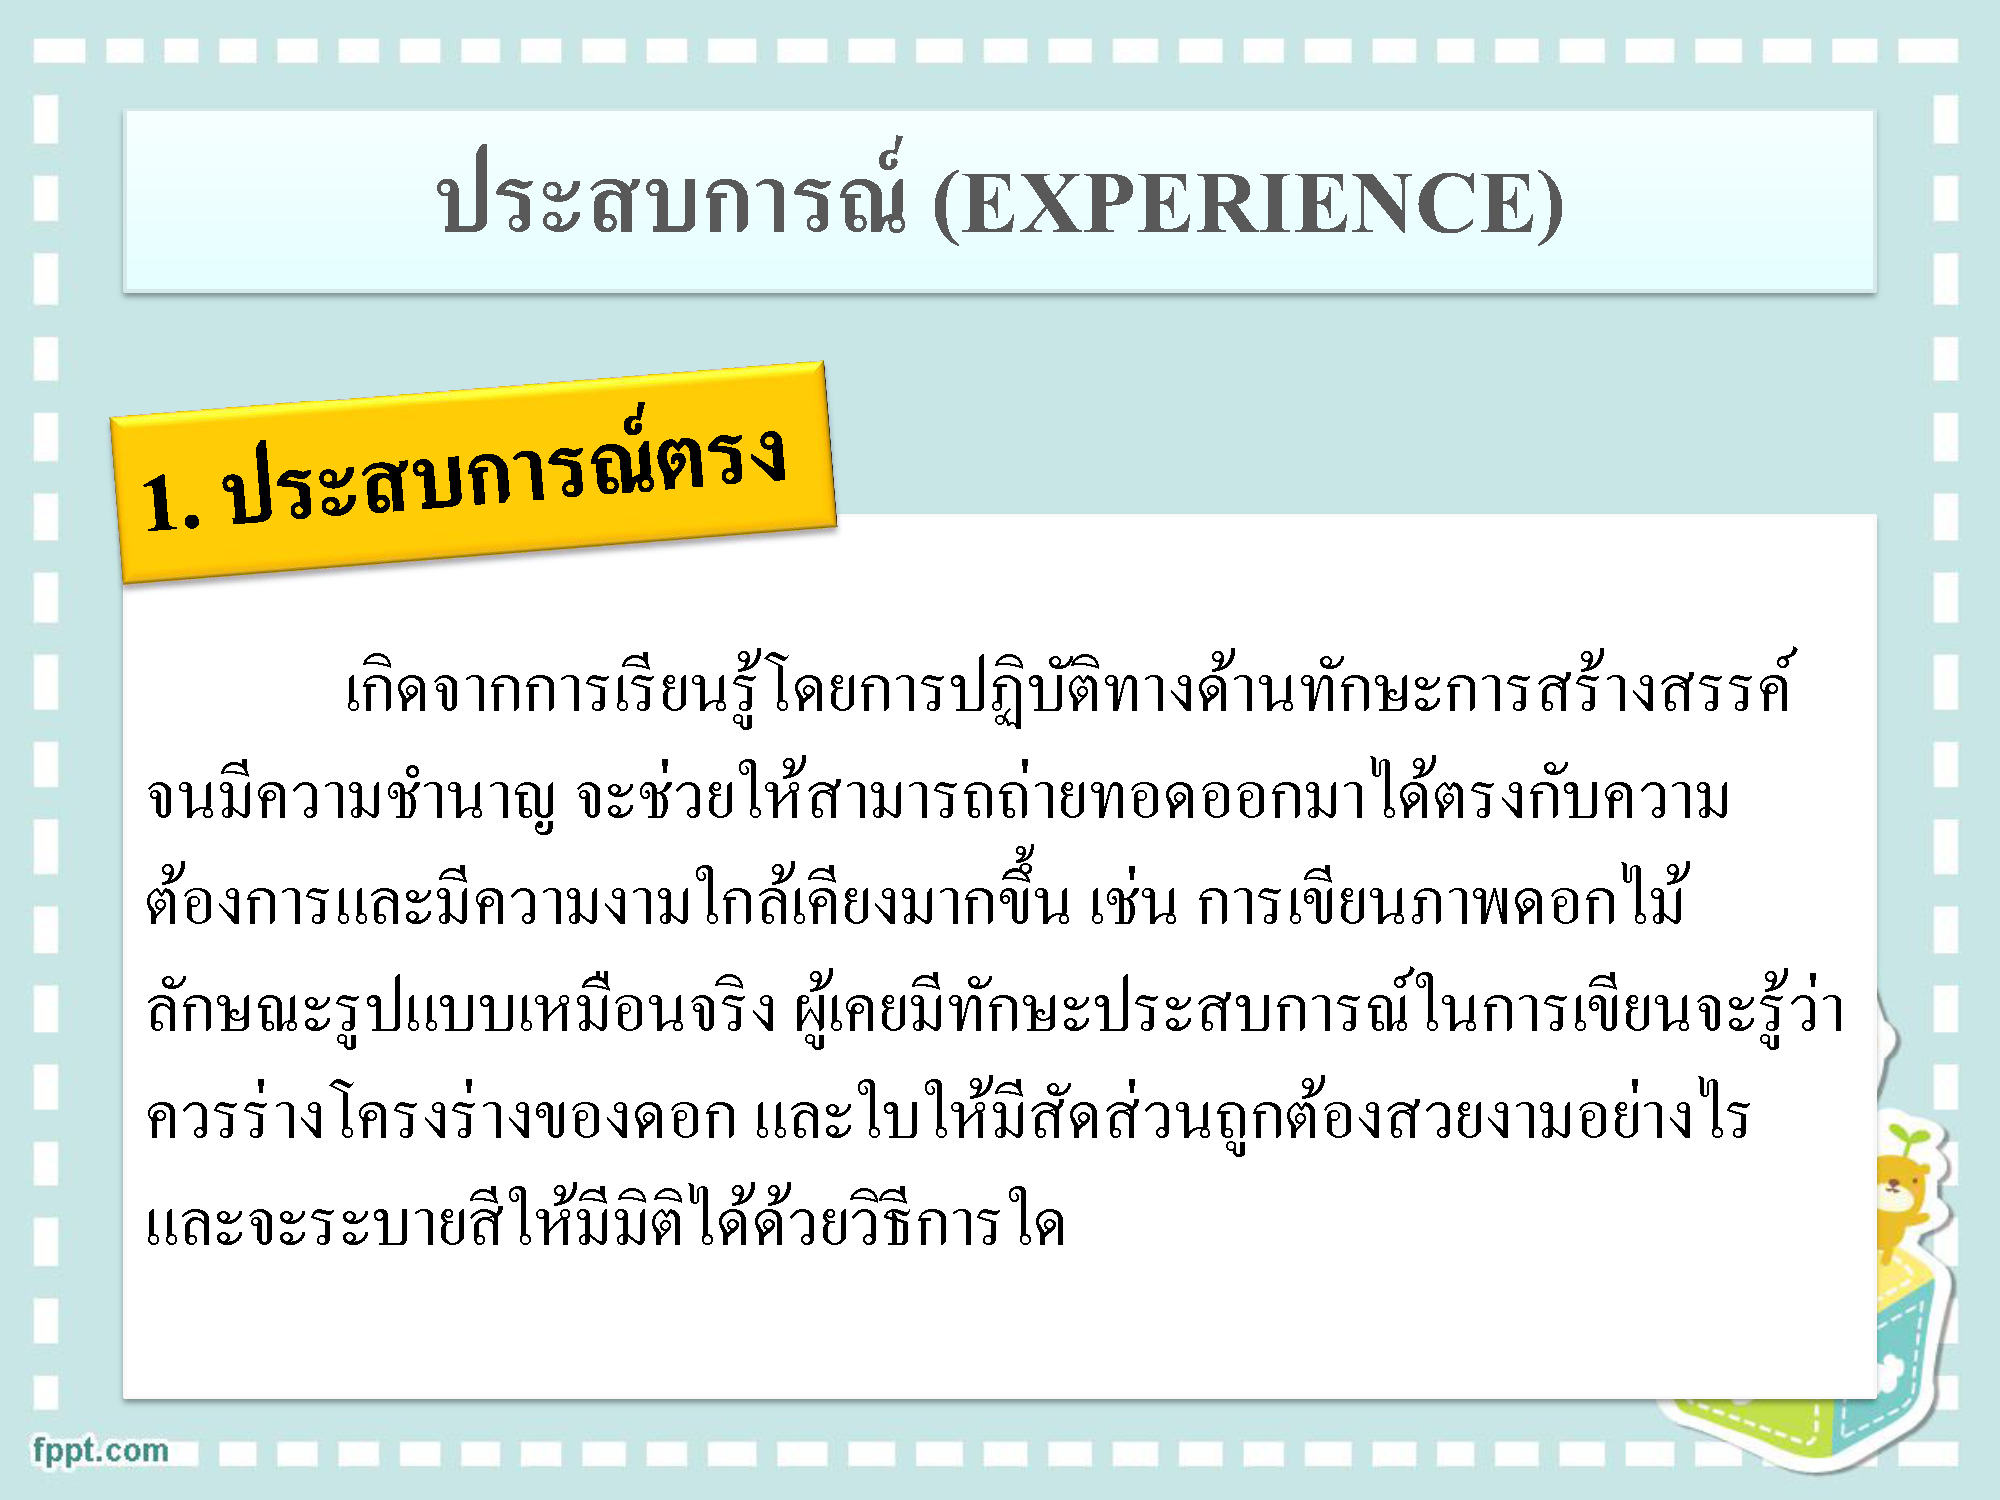 ประสบการณ์ (EXPERIENCE)
1. ประสบการณ์ตรง
เกิดจากการเรียนรู้โดยการปฏิบัติทางด้านทักษะการสร้างสรรค์
จนมีความชำนาญ จะช่วยให้สามารถถ่ายทอดออกมาได้ตรงกับความ
ต้องการและมีความงามใกล้เคียงมากขึ้น เช่น การเขียนภาพดอกไม้
ลักษณะรูปแบบเหมือนจริง ผู้เคยมีทักษะประสบการณ์ในการเขียนจะรู้ว่า
ควรร่างโครงร่างของดอก และใบให้มีสัดส่วนถูกต้องสวยงามอย่างไร
และจะระบายสีให้มีมิติได้ด้วยวิธีการใด
fppt.com